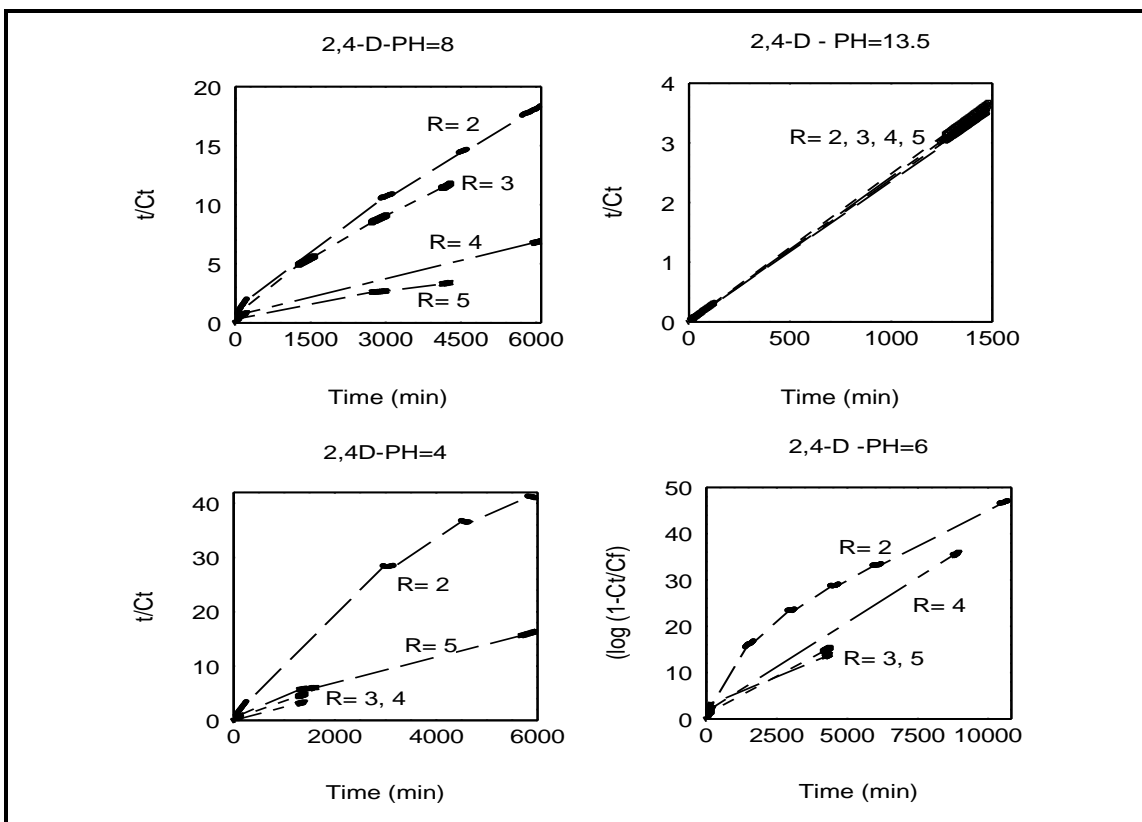 2,4-D-PH=8
20
15
10
5
0
t/Ct
R= 2
R= 3
R= 4
R= 5
0 1500 3000 4500 6000
Time (min)
2,4-D - PH=13.5
4
3
2
1
0
t/Ct
R= 2, 3, 4, 5
0 500 1000 1500
Time (min)
2,4D-PH=4
40
30
20
10
0
t/Ct
R= 2
R= 5
R= 3, 4
0 2000 4000 6000
Time (min)
2,4-D -PH=6
50
40
30
20
10
0
(log (1-Ct/Cf)
R= 2
R= 4
R= 3, 5
0 2500 5000 7500 10000
Time (min)